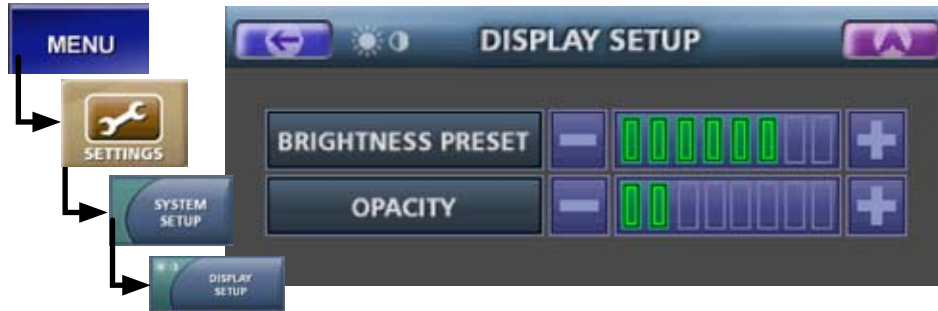 MENU
SETTINGS
SYSTEM
SETUP
DISPLAY
SETUP
DISPLAY SETUP
BRIGHTNESS PRESET
OPACITY